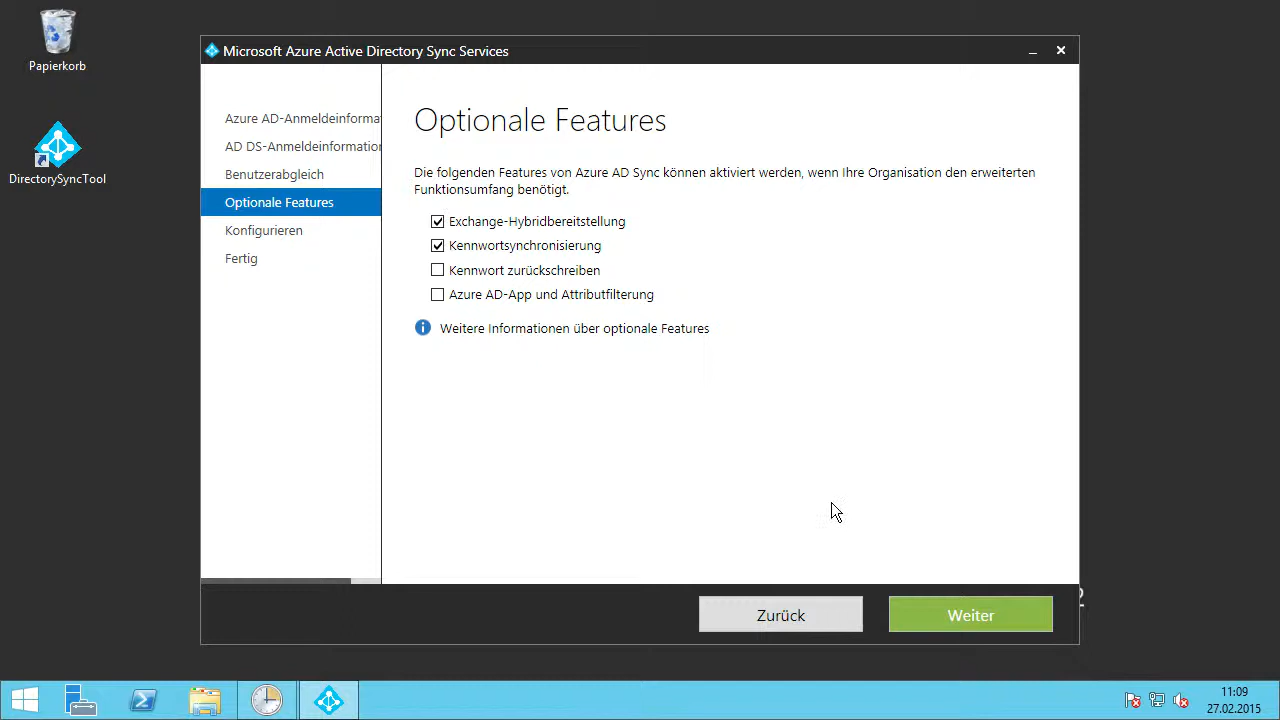 Papierkorb
DirectorySyncTool
Microsoft Azure Active Directory Sync Services
Azure AD-Anmeldeinforma
AD DS-Anmeldeinformation
Benutzerabgleich
Optionale Features
Konfigurieren
Fertig
Optionale Features
Die folgenden Features von Azure AD Sync können aktiviert werden, wenn Ihre Organisation den erweiterten
Funktionsumfang benötigt.
Exchange-Hybridbereitstellung
Kennwortsynchronisierung
Kennwort zurückschreiben
Azure AD-App und Attributfilterung
Weitere Informationen über optionale Features
Zurück
Weiter
11:09
27.02.2015